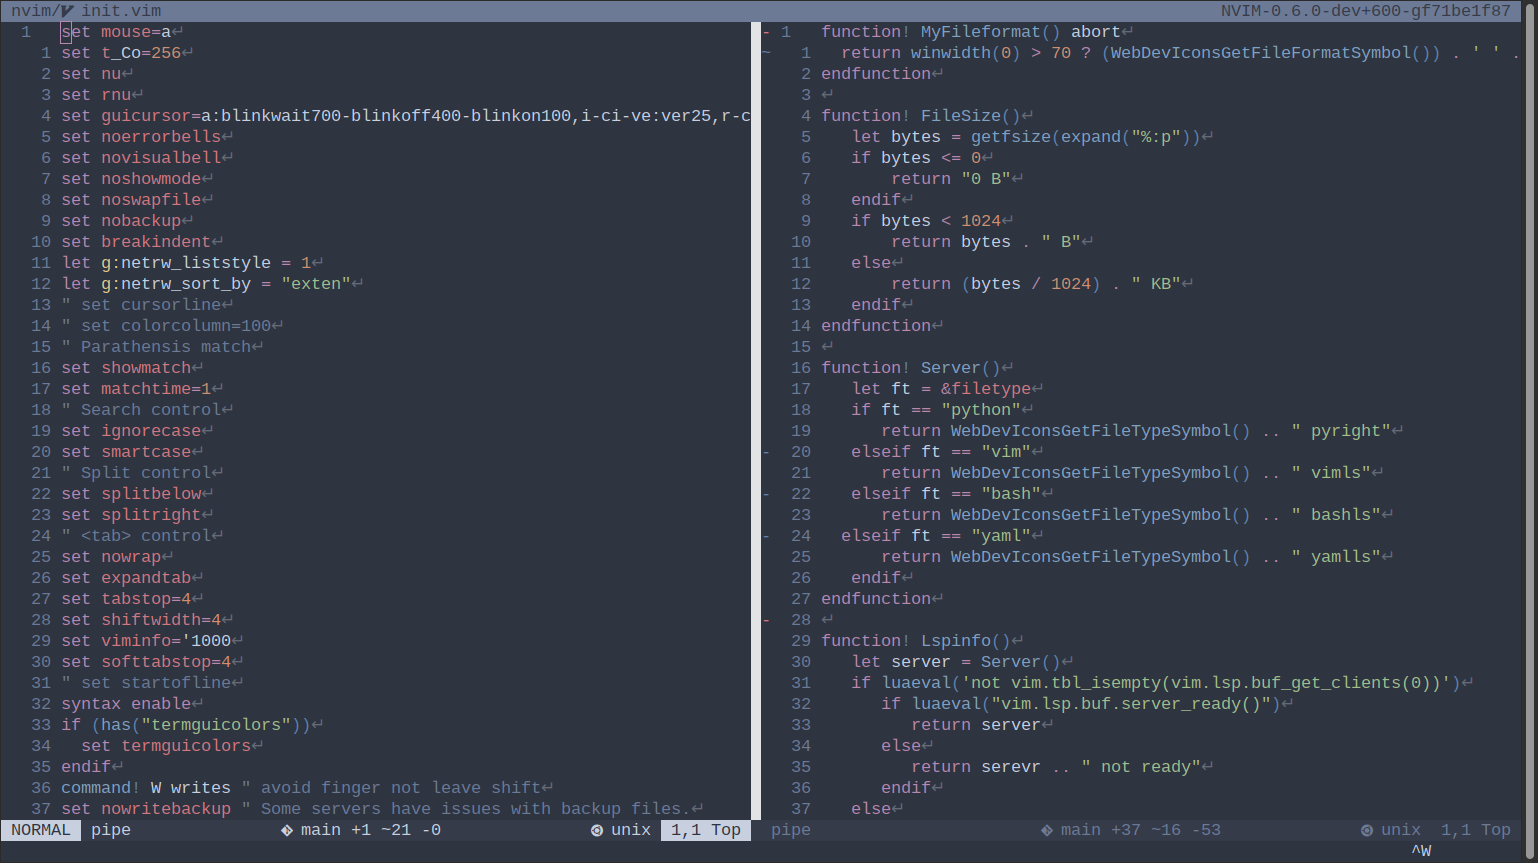 nvim/ init.vim NVIM-0.6.0-dev+600-gf71be1f87
1 set mouse=a↵
1 set t_Co=256↵
2 set nu↵
3 set rnu↵
4 set guicursor=a:blinkwait700-blinkoff400-blinkon100,i-ci-ve:ver25,r-c
5 set noerrorbells↵
6 set novisualbell↵
7 set noshowmode↵
8 set noswapfile↵
9 set nobackup↵
10 set breakindent↵
11 let g:netrw_liststyle = 1↵
12 let g:netrw_sort_by = "exten"↵
13 " set cursorline↵
14 " set colorcolumn=100↵
15 " Parathensis match↵
16 set showmatch↵
17 set matchtime=1↵
18 " Search control↵
19 set ignorecase↵
20 set smartcase↵
21 " Split control↵
22 set splitbelow↵
23 set splitright↵
24 " <tab> control↵
25 set nowrap↵
26 set expandtab↵
27 set tabstop=4↵
28 set shiftwidth=4↵
29 set viminfo='1000↵
30 set softtabstop=4↵
31 " set startofline↵
32 syntax enable↵
33 if (has("termguicolors"))↵
34   set termguicolors↵
35 endif↵
36 command! W writes " avoid finger not leave shift↵
37 set nowritebackup " Some servers have issues with backup files.↵
NORMAL pipe main +1 ~21 -0 unix 1,1 Top
- 1 function! MyFileformat() abort↵
~ 1   return winwidth(0) > 70 ? (WebDevIconsGetFileFormatSymbol()) . ' ' .
2 endfunction↵
3 ↵
4 function! FileSize()↵
5    let bytes = getfsize(expand("%:p"))↵
6    if bytes <= 0↵
7        return "0 B"↵
8    endif↵
9    if bytes < 1024↵
10        return bytes . " B"↵
11    else↵
12        return (bytes / 1024) . " KB"↵
13    endif↵
14 endfunction↵
15 ↵
16 function! Server()↵
17    let ft = &filetype↵
18    if ft == "python"↵
19       return WebDevIconsGetFileTypeSymbol() .. " pyright"↵
- 20    elseif ft == "vim"↵
21       return WebDevIconsGetFileTypeSymbol() .. " vimls"↵
- 22    elseif ft == "bash"↵
23       return WebDevIconsGetFileTypeSymbol() .. " bashls"↵
- 24   elseif ft == "yaml"↵
25       return WebDevIconsGetFileTypeSymbol() .. " yamlls"↵
26    endif↵
27 endfunction↵
- 28 ↵
29 function! Lspinfo()↵
30    let server = Server()↵
31    if luaeval('not vim.tbl_isempty(vim.lsp.buf_get_clients(0))')↵
32       if luaeval("vim.lsp.buf.server_ready()")↵
33          return server↵
34       else↵
35          return serevr .. " not ready"↵
36       endif↵
37    else↵
pipe main +37 ~16 -53 unix 1,1 Top
^W